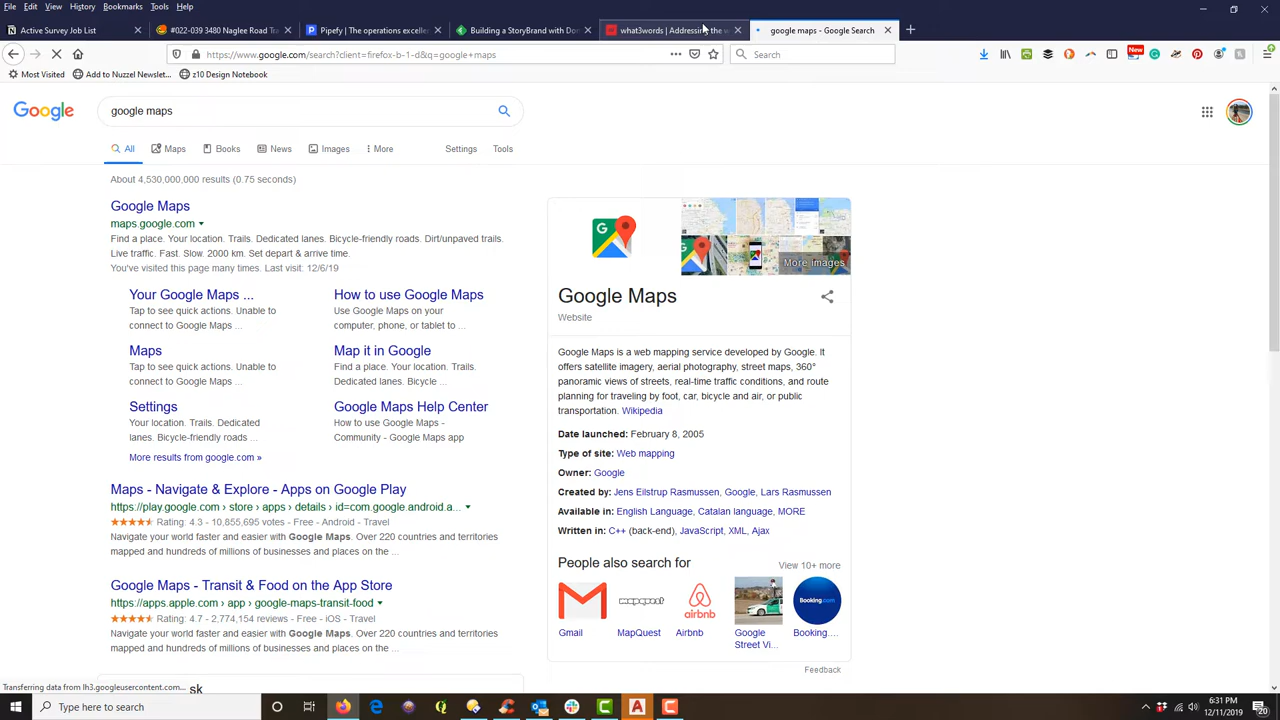 File Edit View History Bookmarks Tools Help
Active Survey Job List
#022-039 3480 Naglee Road Tra
Pipefy | The operations excellen
Building a StoryBrand with Don
what3words | Addressing the w
google maps - Google Search
https://www.google.com/search?client=firefox-b-1-d&q=google+maps
Search
New
Most Visited
Add to Nuzzel Newslet...
z10 Design Notebook
Google
google maps
All Maps Books News Images More Settings Tools
About 4,530,000,000 results (0.75 seconds)
Google Maps
maps.google.com
Find a place. Your location. Trails. Dedicated lanes. Bicycle-friendly roads. Dirt/unpaved trails.
Live traffic. Fast. Slow. 2000 km. Set depart & arrive time.
You've visited this page many times. Last visit: 12/6/19
Your Google Maps ...
Tap to see quick actions. Unable to
connect to Google Maps ...
How to use Google Maps
Use Google Maps on your
computer, phone, or tablet to ...
Maps
Tap to see quick actions. Unable to
connect to Google Maps ...
Map it in Google
Find a place. Your location. Trails.
Dedicated lanes. Bicycle ...
Settings
Your location. Trails. Dedicated
lanes. Bicycle-friendly roads ...
Google Maps Help Center
How to use Google Maps -
Community - Google Maps app
More results from google.com »
Maps - Navigate & Explore - Apps on Google Play
https://play.google.com › store › apps › details › id=com.google.android.a...
Rating: 4.3 - 10,855,695 votes - Free - Android - Travel
Navigate your world faster and easier with Google Maps. Over 220 countries and territories
mapped and hundreds of millions of businesses and places on the ...
Google Maps - Transit & Food on the App Store
https://apps.apple.com › app › google-maps-transit-food
Rating: 4.7 - 2,774,154 reviews - Free - iOS - Travel
Navigate your world faster and easier with Google Maps. Over 220 countries and territories
mapped and hundreds of millions of businesses and places on the ...
sk
G
More images
Google Maps
Website
Google Maps is a web mapping service developed by Google. It
offers satellite imagery, aerial photography, street maps, 360°
panoramic views of streets, real-time traffic conditions, and route
planning for traveling by foot, car, bicycle and air, or public
transportation. Wikipedia
Date launched: February 8, 2005
Type of site: Web mapping
Owner: Google
Created by: Jens Eilstrup Rasmussen, Google, Lars Rasmussen
Available in: English Language, Catalan language, MORE
Written in: C++ (back-end), JavaScript, XML, Ajax
People also search for
View 10+ more
mapquest
airbnb
Booking.com
Gmail
MapQuest
Airbnb
Google
Street Vi...
Booking....
Feedback
Transferring data from lh3.googleusercontent.com...
Type here to search
6:31 PM
12/11/2019
20